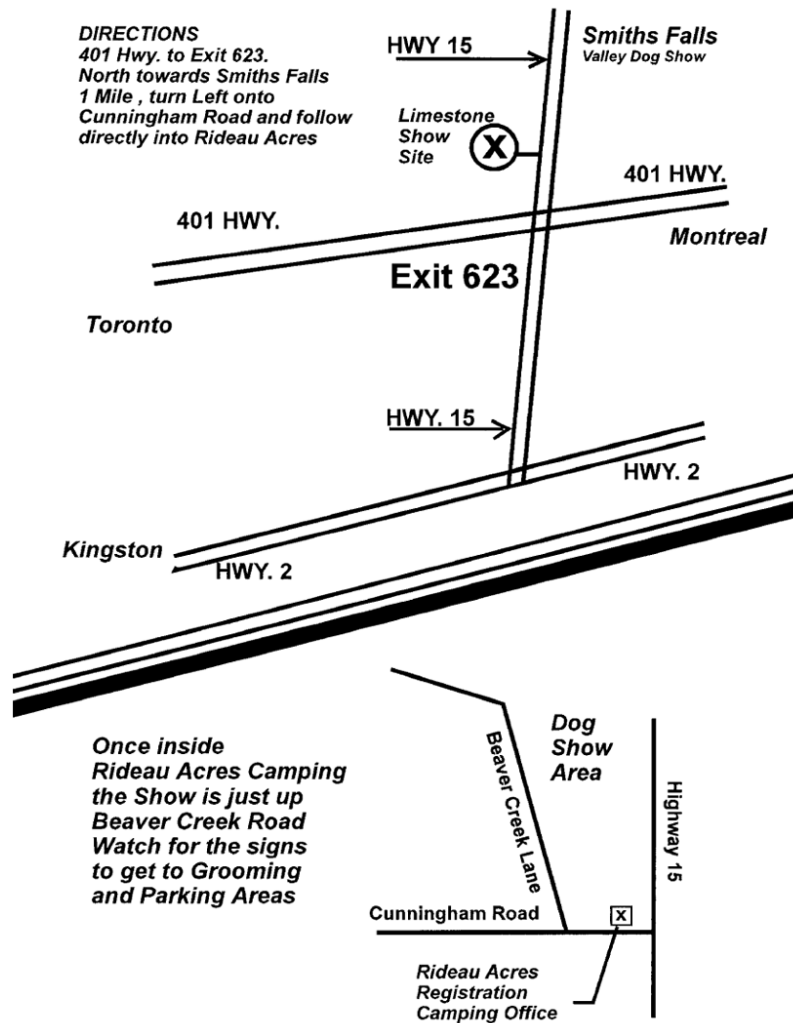 DIRECTIONS
401 Hwy. to Exit 623.
North towards Smiths Falls
1 Mile , turn Left onto
Cunningham Road and follow
directly into Rideau Acres
HWY 15
Smiths Falls
Valley Dog Show
Limestone
Show
Site
X
401 HWY.
401 HWY.
Montreal
Exit 623
Toronto
HWY. 15
HWY. 2
Kingston
HWY. 2
Once inside
Rideau Acres Camping
the Show is just up
Beaver Creek Road
Watch for the signs
to get to Grooming
and Parking Areas
Dog
Show
Area
Beaver Creek Lane
Highway 15
Cunningham Road
X
Rideau Acres
Registration
Camping Office